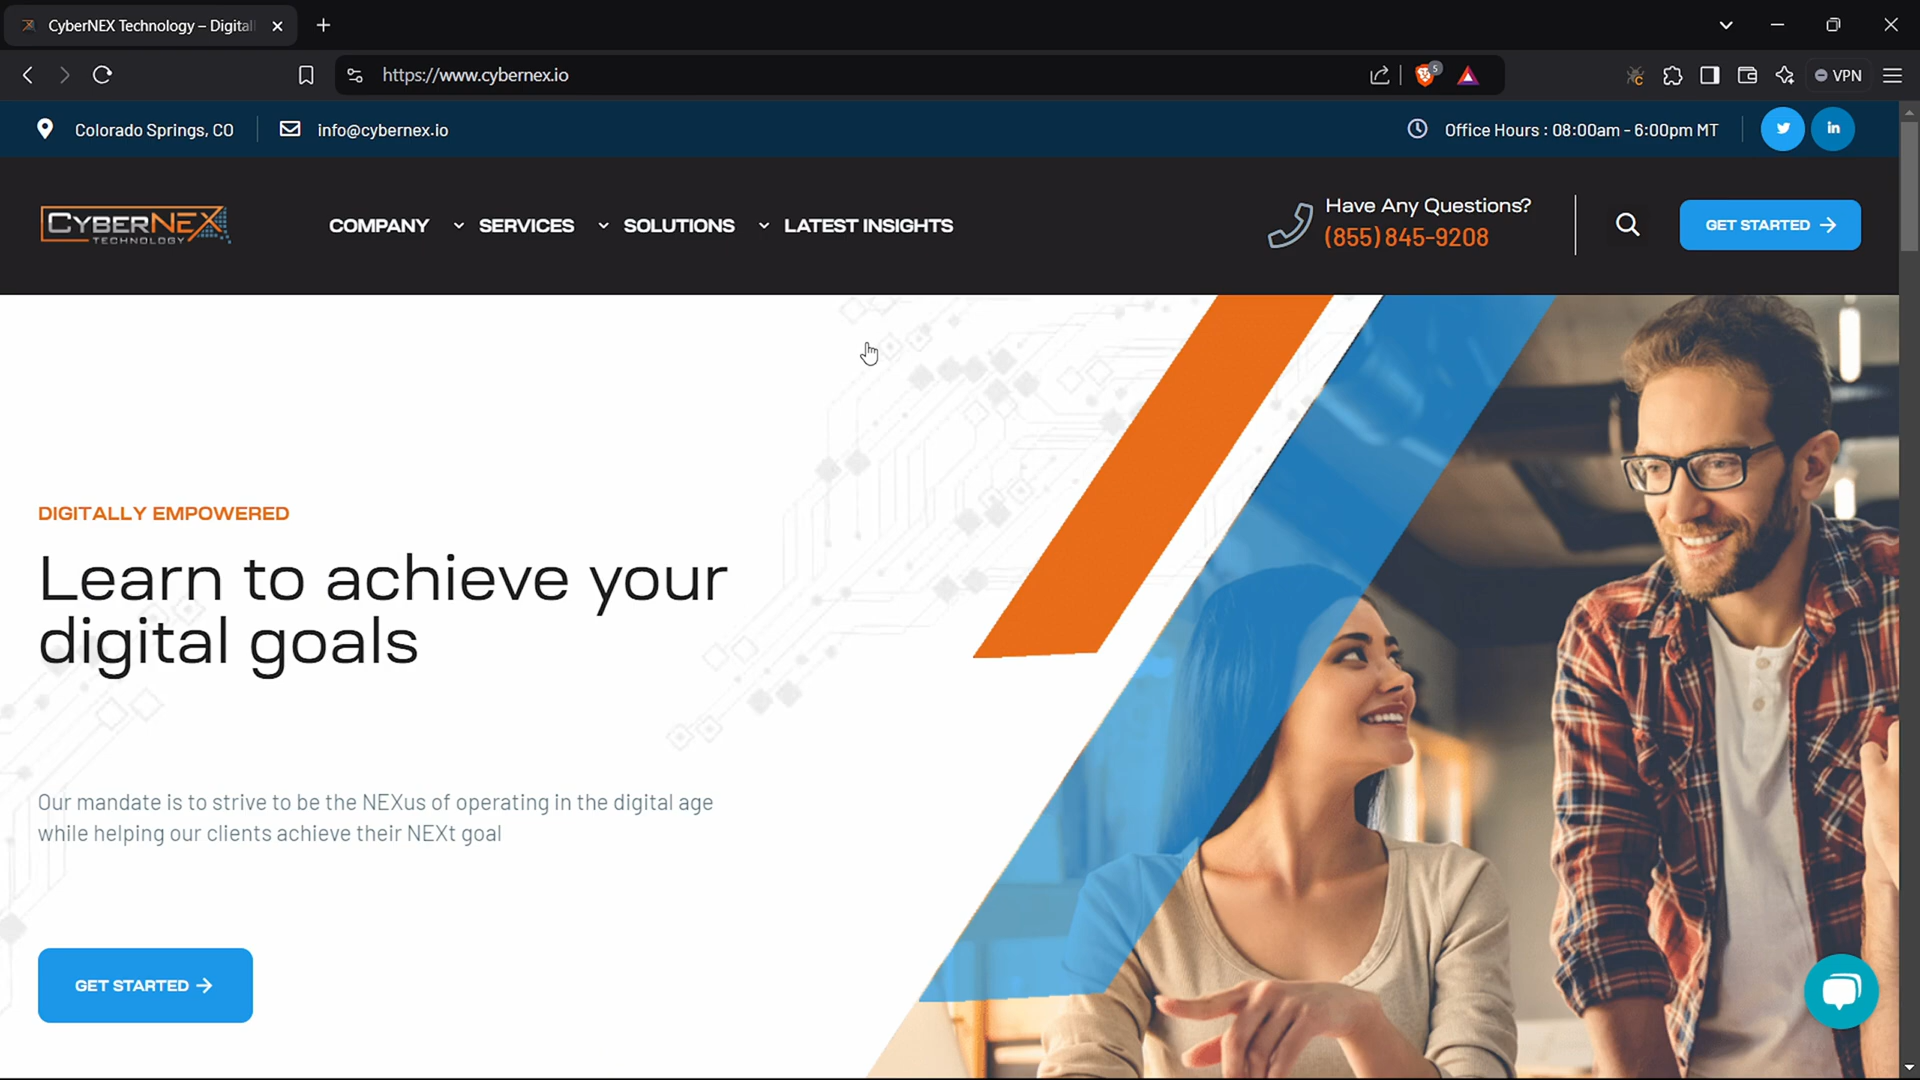 CyberNEX Technology – Digital
https://www.cybernex.io
5
VPN
Colorado Springs, CO
info@cybernex.io
Office Hours : 08:00am - 6:00pm MT
in
CYBERNEX
TECHNOLOGY
COMPANY
SERVICES
SOLUTIONS
LATEST INSIGHTS
Have Any Questions?
(855) 845-9208
GET STARTED
DIGITALLY EMPOWERED
Learn to achieve your
digital goals
Our mandate is to strive to be the NEXus of operating in the digital age
while helping our clients achieve their NEXt goal
GET STARTED